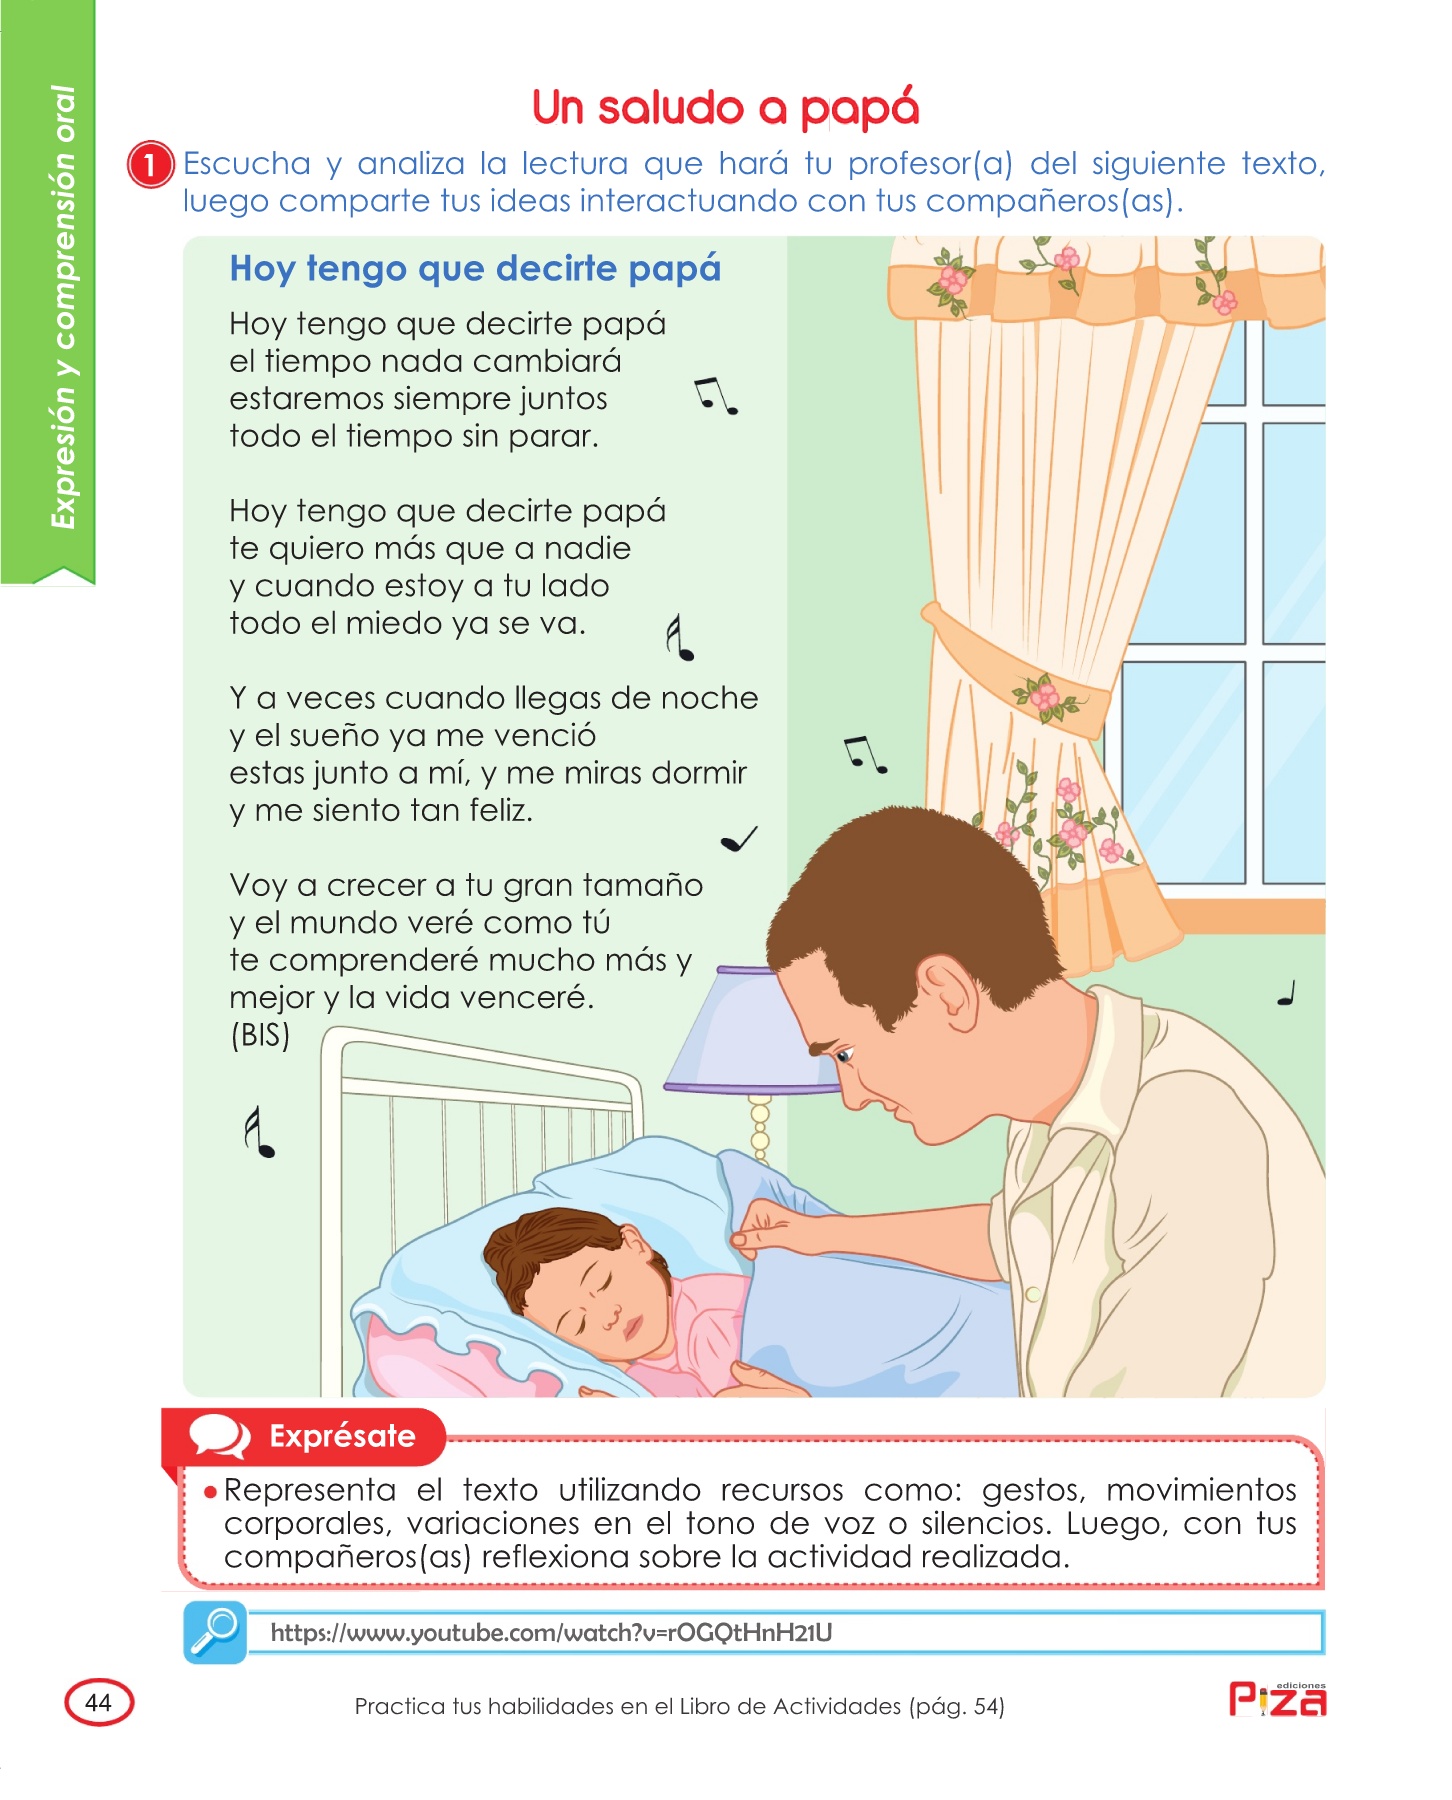 Expresión y comprensión oral
Un saludo a papá
1 Escucha y analiza la lectura que hará tu profesor(a) del siguiente texto,
luego comparte tus ideas interactuando con tus compañeros(as).
Hoy tengo que decirte papá
Hoy tengo que decirte papá
el tiempo nada cambiará
estaremos siempre juntos
todo el tiempo sin parar.
Hoy tengo que decirte papá
te quiero más que a nadie
y cuando estoy a tu lado
todo el miedo ya se va.
Y a veces cuando llegas de noche
y el sueño ya me venció
estas junto a mí, y me miras dormir
y me siento tan feliz.
Voy a crecer a tu gran tamaño
y el mundo veré como tú
te comprenderé mucho más y
mejor y la vida venceré.
(BIS)
Exprésate
• Representa el texto utilizando recursos como: gestos, movimientos
corporales, variaciones en el tono de voz o silencios. Luego, con tus
compañeros(as) reflexiona sobre la actividad realizada.
https://www.youtube.com/watch?v=rOGQtHnH21U
44
Practica tus habilidades en el Libro de Actividades (pág. 54)
ediciones
Piza